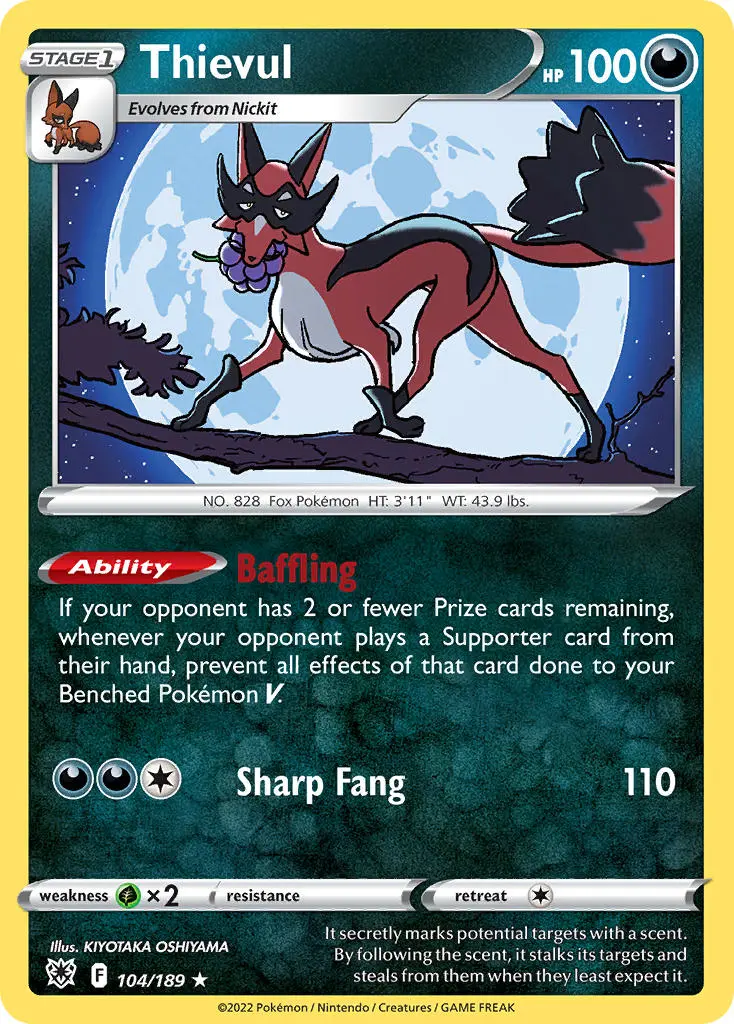 STAGE1
Thievul
HP 100
Evolves from Nickit
NO. 828 Fox Pokémon HT: 3'11" WT: 43.9 lbs.
Ability Baffling
If your opponent has 2 or fewer Prize cards remaining,
whenever your opponent plays a Supporter card from
their hand, prevent all effects of that card done to your
Benched Pokémon V.
Sharp Fang 110
weakness ×2 resistance retreat
Illus. KIYOTAKA OSHIYAMA
F 104/189 ★
It secretly marks potential targets with a scent.
By following the scent, it stalks its targets and
steals from them when they least expect it.
©2022 Pokémon / Nintendo / Creatures / GAME FREAK